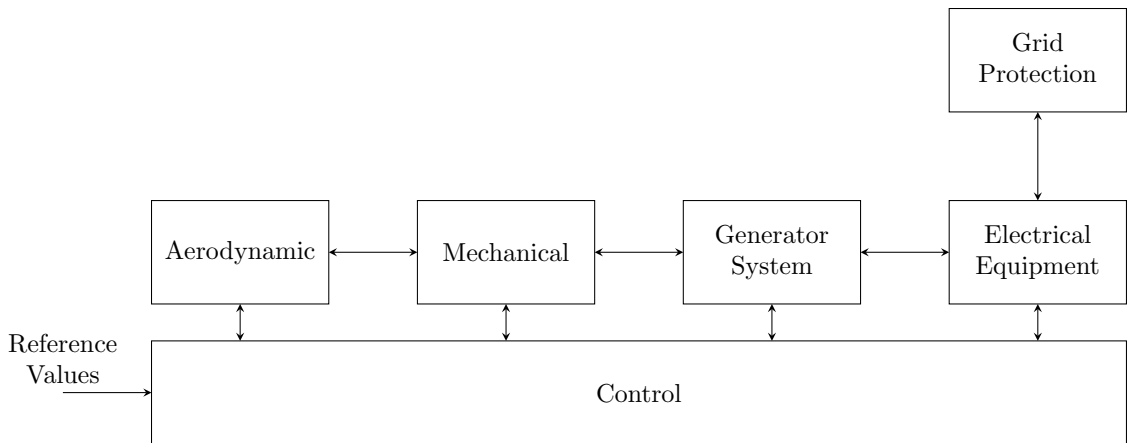 Grid
Protection
Aerodynamic
Mechanical
Generator
System
Electrical
Equipment
Reference
Values
Control